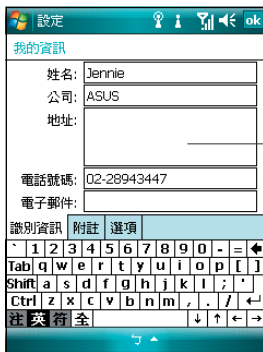 設定 ok
我的資訊
姓名: Jennie
公司: ASUS
地址:
電話號碼: 02-28943447
電子郵件:
識別資訊 附註 選項
` 1 2 3 4 5 6 7 8 9 0 - = ←
Tab q w e r t y u i o p [ ]
Shift a s d f g h j k l ; '
Ctrl z x c v b n m , . / ↵
注 英 符 全 ↓ ↑ ← →